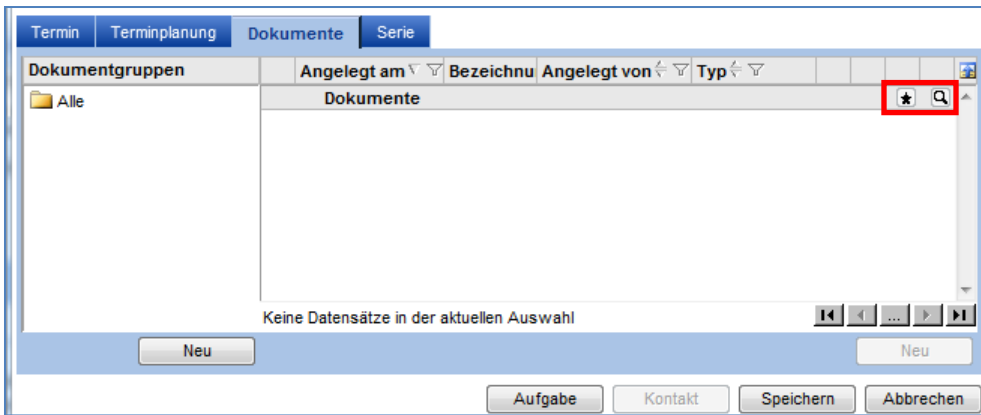 Termin Terminplanung Dokumente Serie
Dokumentgruppen Angelegt am Bezeichnu Angelegt von Typ
Alle Dokumente
Keine Datensätze in der aktuellen Auswahl ...
Neu Neu
Aufgabe Kontakt Speichern Abbrechen